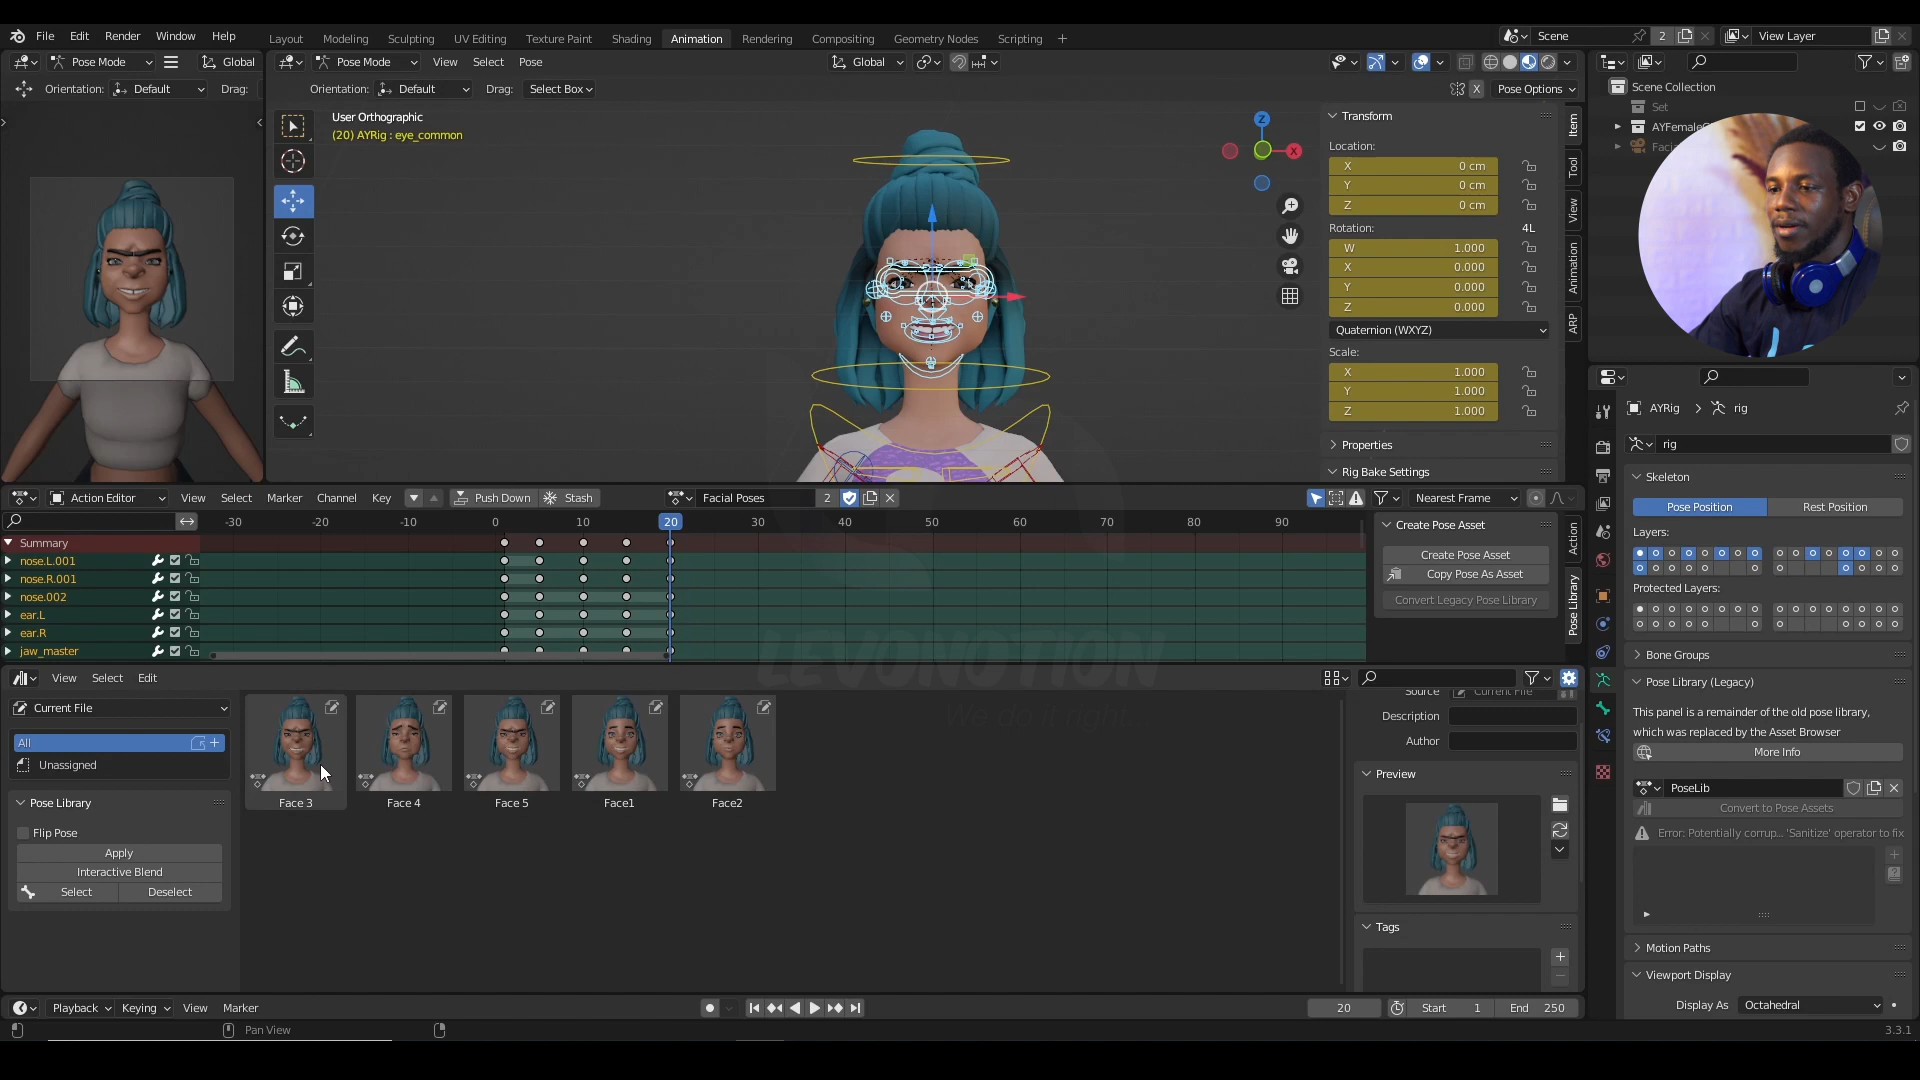 File Edit Render Window Help
Layout Modeling Sculpting UV Editing Texture Paint Shading Animation Rendering Compositing Geometry Nodes Scripting +
Scene 2 View Layer
Pose Mode Global
Pose Mode View Select Pose Global
Orientation: Default Drag:
Orientation: Default Drag: Select Box
X Pose Options
User Orthographic
(20) AYRig : eye_common
Z
X
Transform
Location:
X 0 cm
Y 0 cm
Z 0 cm
Rotation: 4L
W 1.000
X 0.000
Y 0.000
Z 0.000
Quaternion (WXYZ)
Scale:
X 1.000
Y 1.000
Z 1.000
Properties
Rig Bake Settings
Item
Tool
View
Animation
ARP
Scene Collection
Set
AYFemale
Facia
AYRig > rig
rig
Skeleton
Pose Position Rest Position
Layers:
Protected Layers:
Bone Groups
Pose Library (Legacy)
This panel is a remainder of the old pose library,
which was replaced by the Asset Browser
More Info
PoseLib
Convert to Pose Assets
Error: Potentially corrup... 'Sanitize' operator to fix
Motion Paths
Viewport Display
Display As Octahedral
Action Editor View Select Marker Channel Key Push Down Stash Facial Poses 2 Nearest Frame
-30 -20 -10 0 10 20 30 40 50 60 70 80 90
Summary
nose.L.001
nose.R.001
nose.002
ear.L
ear.R
jaw_master
Create Pose Asset
Create Pose Asset
Copy Pose As Asset
Convert Legacy Pose Library
Action
Pose Library
LEVONOTION
We do it right
View Select Edit
Current File
All
Unassigned
Pose Library
Flip Pose
Apply
Interactive Blend
Select Deselect
Face 3 Face 4 Face 5 Face1 Face2
Source Current File
Description
Author
Preview
Tags
Playback Keying View Marker
20 Start 1 End 250
Pan View
3.3.1